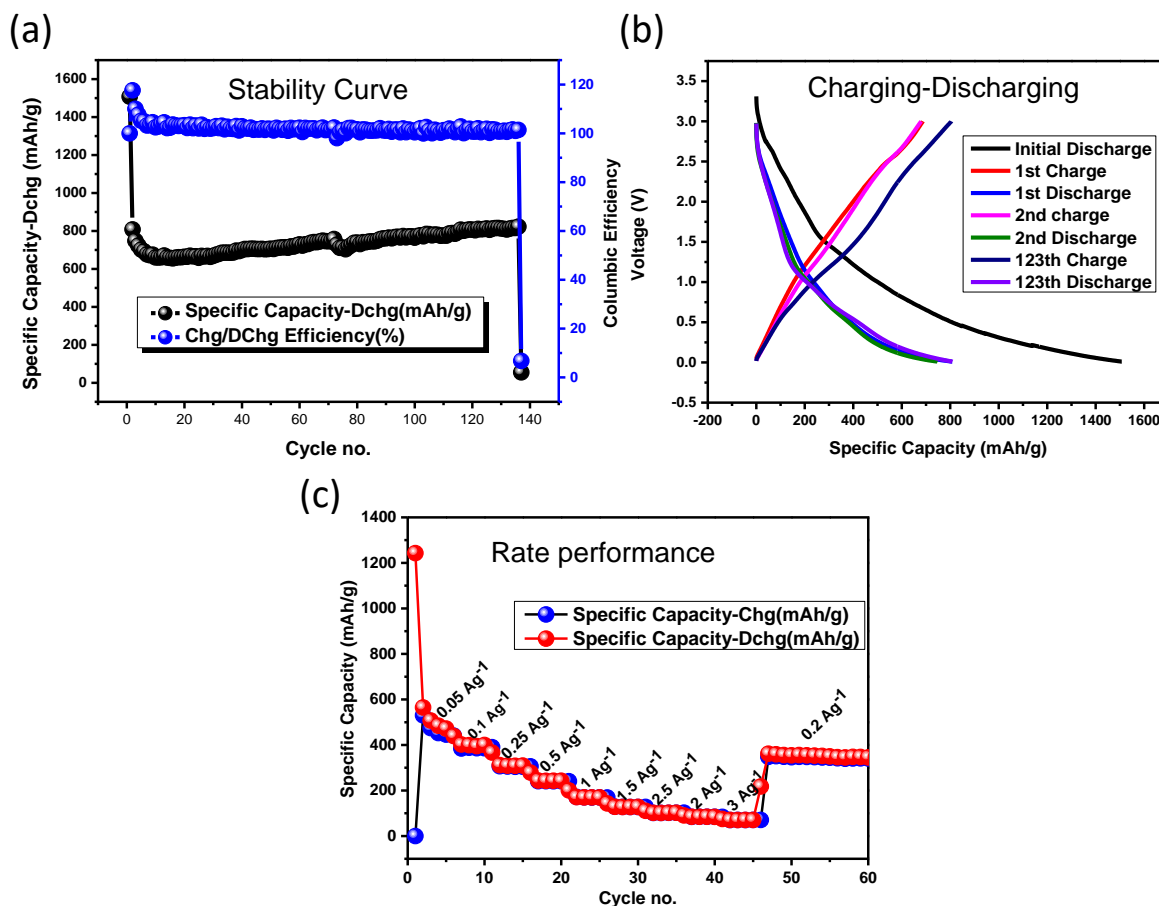 (a)
Stability Curve
Specific Capacity-Dchg (mAh/g)
1600
1400
1200
1000
800
600
400
200
0
120
100
80
60
40
20
0
Columbic Efficiency
Specific Capacity-Dchg(mAh/g)
Chg/DChg Efficiency(%)
0 20 40 60 80 100 120 140
Cycle no.
(b)
Charging-Discharging
Voltage (V)
3.5
3.0
2.5
2.0
1.5
1.0
0.5
0.0
-0.5
Initial Discharge
1st Charge
1st Discharge
2nd charge
2nd Discharge
123th Charge
123th Discharge
-200 0 200 400 600 800 1000 1200 1400 1600
Specific Capacity (mAh/g)
(c)
Rate performance
Specific Capacity (mAh/g)
1400
1200
1000
800
600
400
200
0
Specific Capacity-Chg(mAh/g)
Specific Capacity-Dchg(mAh/g)
0.05 Ag⁻¹
0.1 Ag⁻¹
0.25 Ag⁻¹
0.5 Ag⁻¹
1 Ag⁻¹
1.5 Ag⁻¹
2.5 Ag⁻¹
2 Ag⁻¹
3 Ag⁻¹
0.2 Ag⁻¹
0 10 20 30 40 50 60
Cycle no.